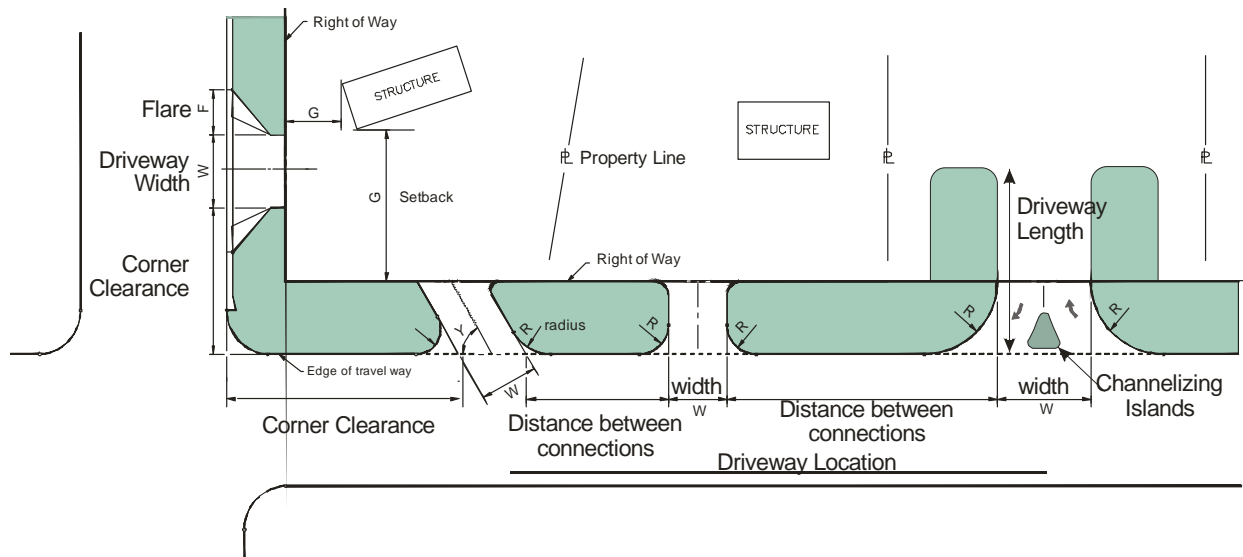 Right of Way
STRUCTURE
Flare
F
G
STRUCTURE
Driveway
Width
W
℄ Property Line
℄
℄
G
Setback
Driveway
Length
Corner
Clearance
Right of Way
Y
R
radius
R
R
R
R
Edge of travel way
W
width
W
width
W
Channelizing
Islands
Corner Clearance
Distance between
connections
Distance between
connections
Driveway Location